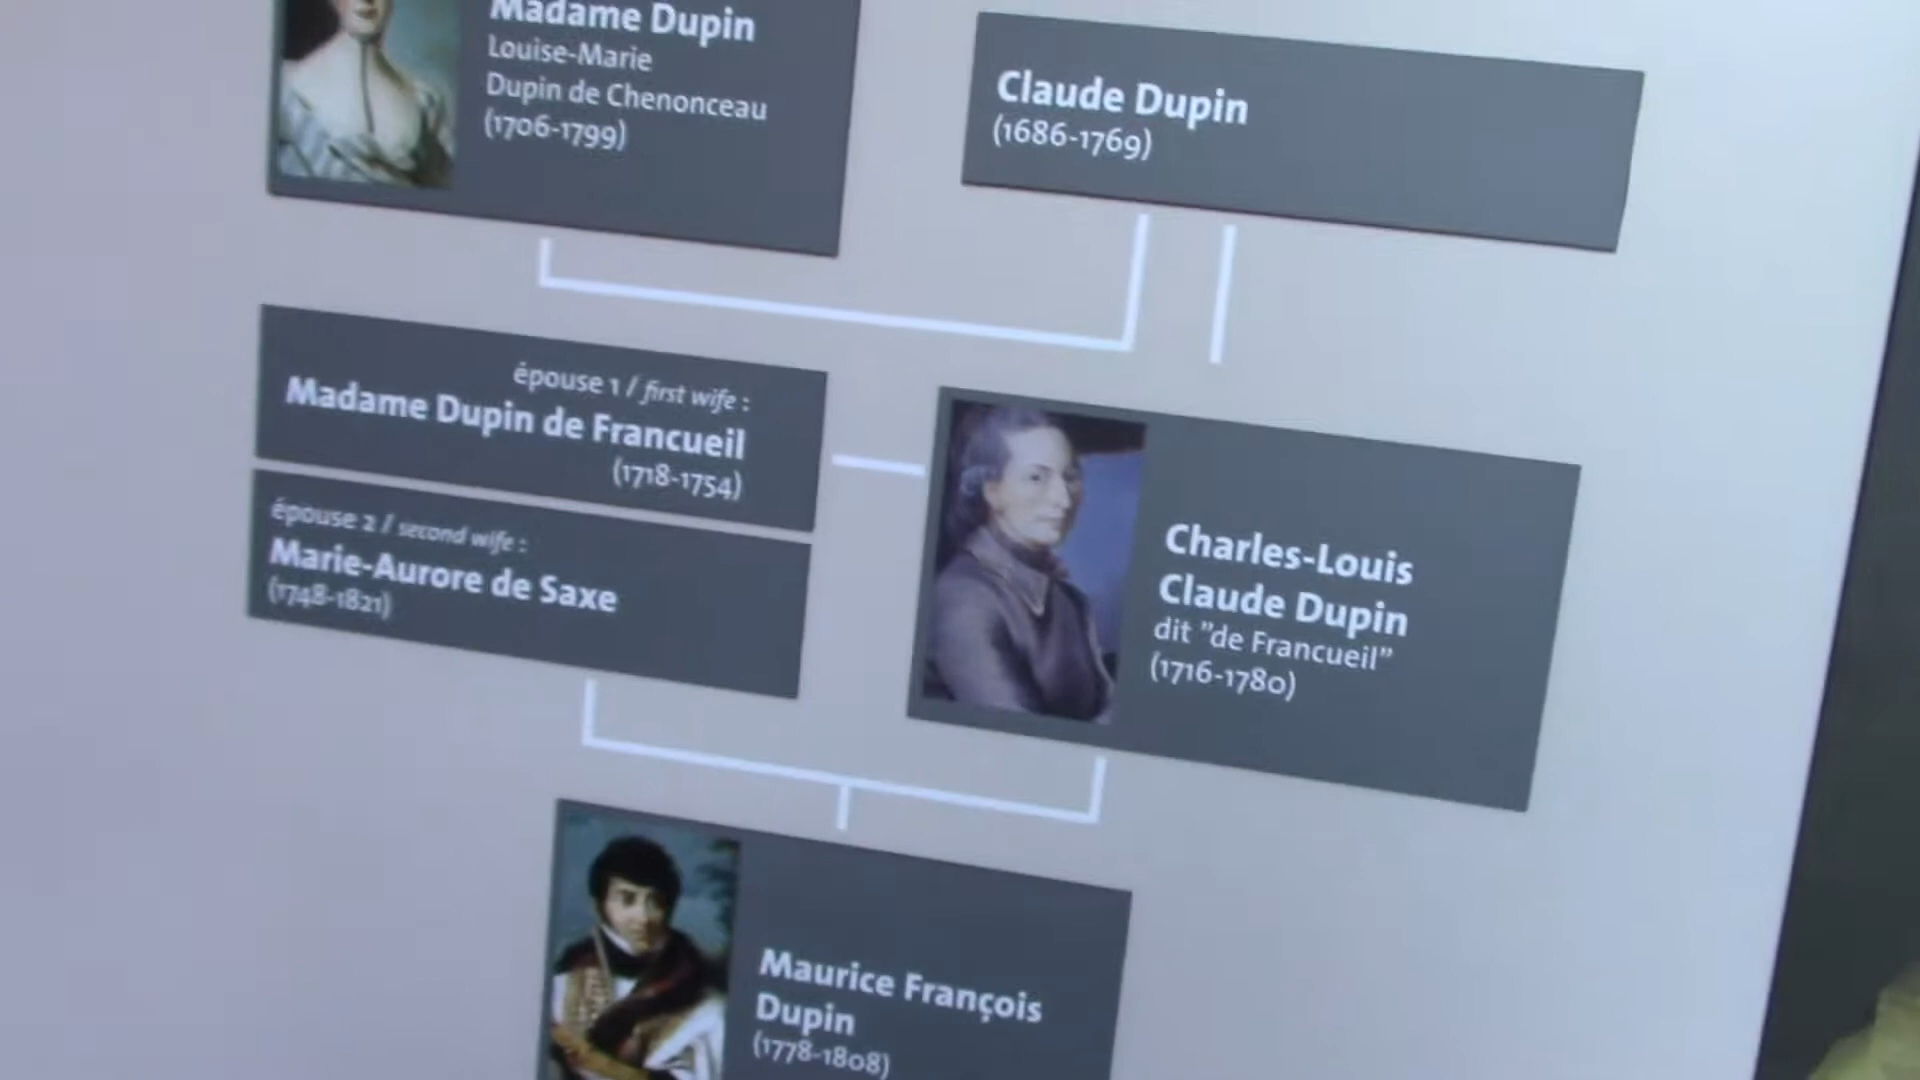 Madame Dupin
Louise-Marie
Dupin de Chenonceau
(1706-1799)
Claude Dupin
(1686-1769)
épouse 1 / first wife :
Madame Dupin de Francueil
(1718-1754)
épouse 2 / second wife :
Marie-Aurore de Saxe
(1748-1821)
Charles-Louis
Claude Dupin
dit ”de Francueil”
(1716-1780)
Maurice François
Dupin
(1778-1808)